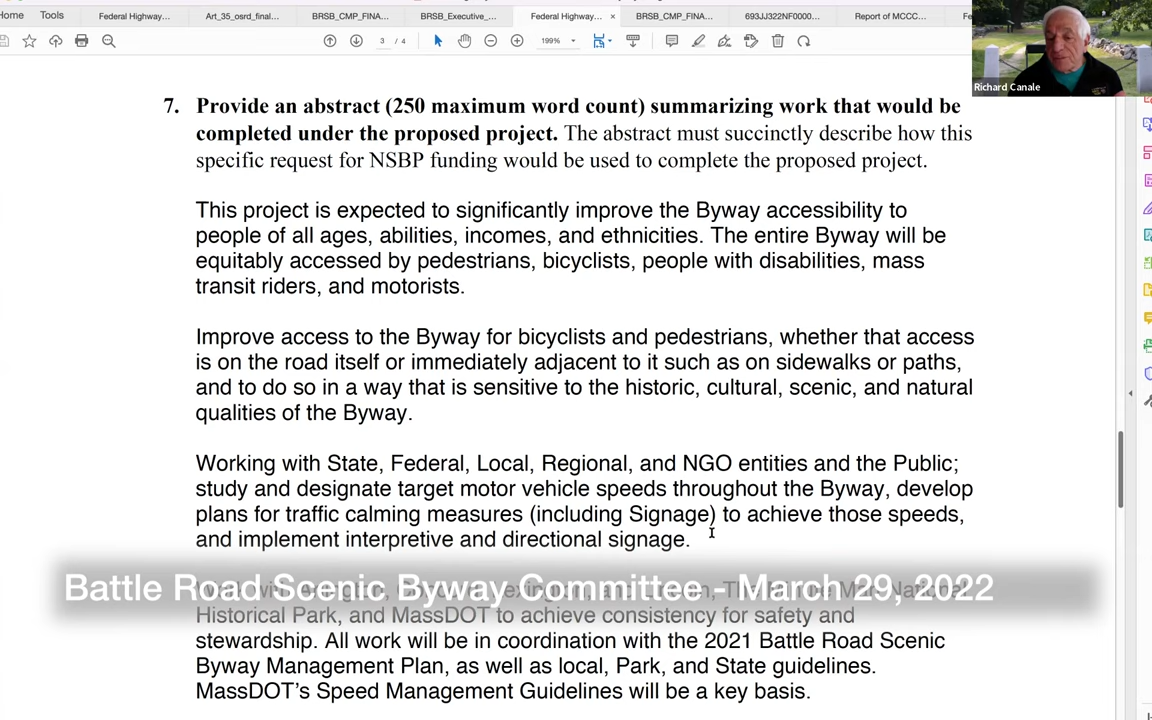 Federal Highway... Art_35_osrd_final... BRSB_CMP_FINA... BRSB_Executive_... Federal Highway... × BRSB_CMP_FINA... 693JJ322NF0000... Report of MCCC... Fe
Home Tools
3 / 4 199%
Richard Canale
7. Provide an abstract (250 maximum word count) summarizing work that would be
completed under the proposed project. The abstract must succinctly describe how this
specific request for NSBP funding would be used to complete the proposed project.
This project is expected to significantly improve the Byway accessibility to
people of all ages, abilities, incomes, and ethnicities. The entire Byway will be
equitably accessed by pedestrians, bicyclists, people with disabilities, mass
transit riders, and motorists.
Improve access to the Byway for bicyclists and pedestrians, whether that access
is on the road itself or immediately adjacent to it such as on sidewalks or paths,
and to do so in a way that is sensitive to the historic, cultural, scenic, and natural
qualities of the Byway.
Working with State, Federal, Local, Regional, and NGO entities and the Public;
study and designate target motor vehicle speeds throughout the Byway, develop
plans for traffic calming measures (including Signage) to achieve those speeds,
and implement interpretive and directional signage.
Battle Road Scenic Byway Committee - March 29, 2022
Historical Park, and MassDOT to achieve consistency for safety and
stewardship. All work will be in coordination with the 2021 Battle Road Scenic
Byway Management Plan, as well as local, Park, and State guidelines.
MassDOT's Speed Management Guidelines will be a key basis.